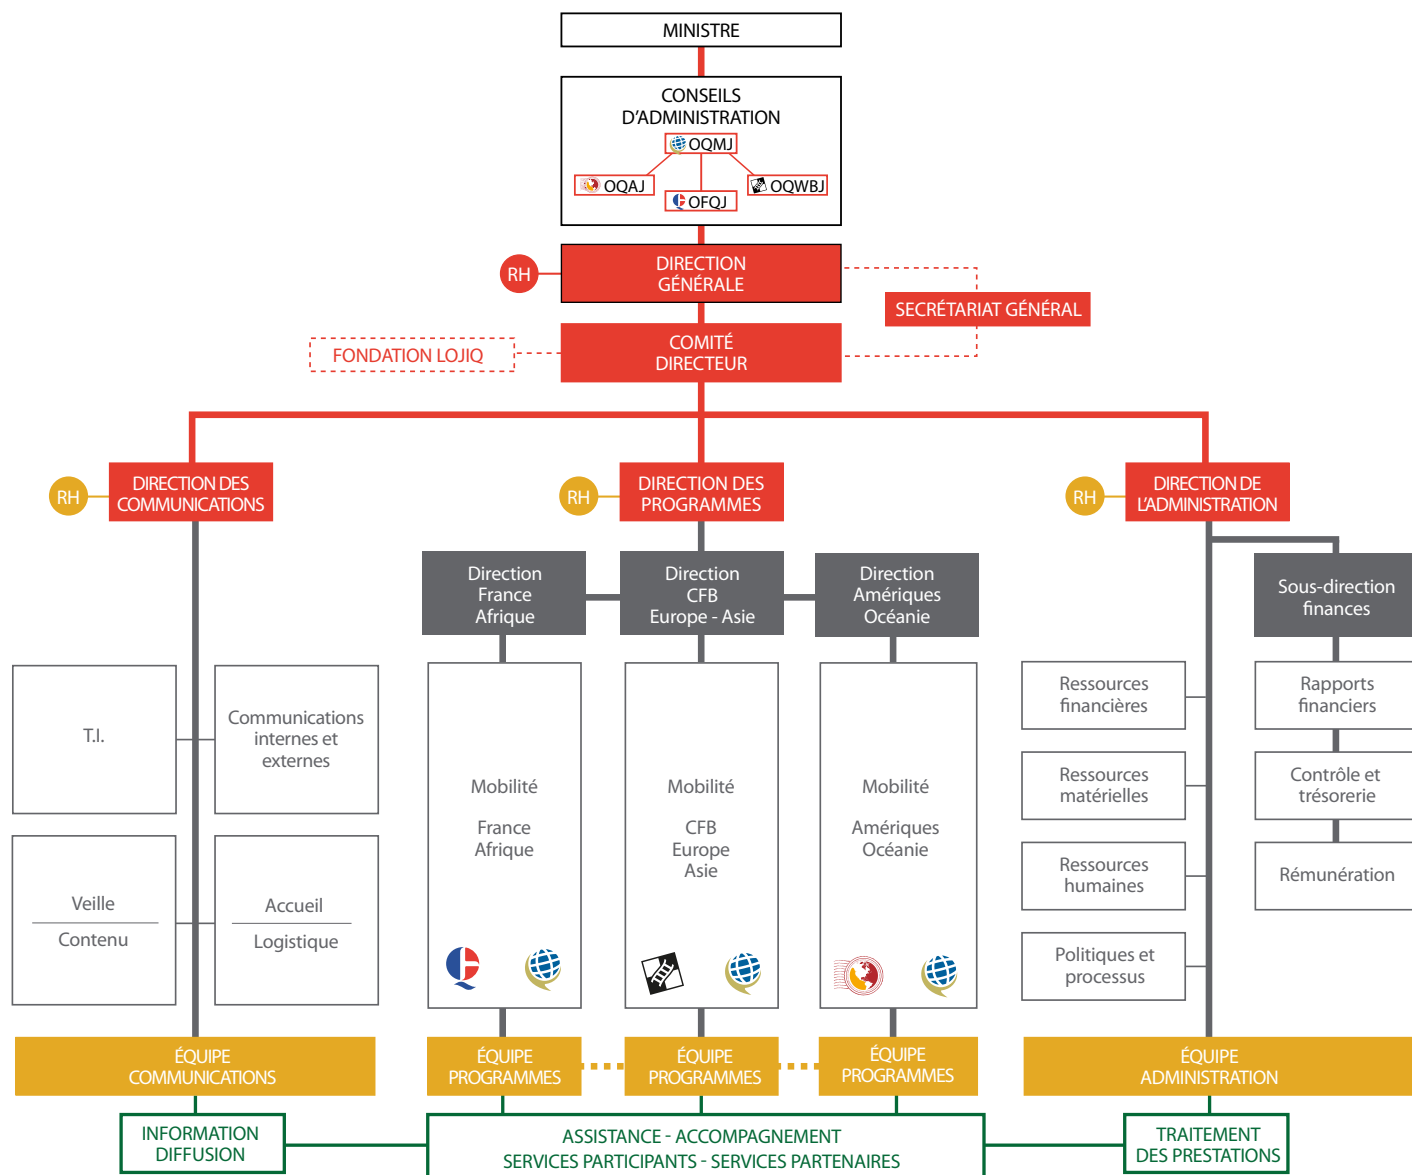 MINISTRE
CONSEILS
D'ADMINISTRATION
OQMJ
OQAJ
OQWBJ
OFQJ
RH
DIRECTION
GÉNÉRALE
SECRÉTARIAT GÉNÉRAL
FONDATION LOJIQ
COMITÉ
DIRECTEUR
RH
DIRECTION DES
COMMUNICATIONS
RH
DIRECTION DES
PROGRAMMES
RH
DIRECTION DE
L'ADMINISTRATION
Direction
France
Afrique
Direction
CFB
Europe - Asie
Direction
Amériques
Océanie
Sous-direction
finances
T.I.
Communications
internes et
externes
Veille
Contenu
Accueil
Logistique
Mobilité
France
Afrique
Mobilité
CFB
Europe
Asie
Mobilité
Amériques
Océanie
Ressources
financières
Ressources
matérielles
Ressources
humaines
Politiques et
processus
Rapports
financiers
Contrôle et
trésorerie
Rémunération
ÉQUIPE
COMMUNICATIONS
ÉQUIPE
PROGRAMMES
ÉQUIPE
PROGRAMMES
ÉQUIPE
PROGRAMMES
ÉQUIPE
ADMINISTRATION
INFORMATION
DIFFUSION
ASSISTANCE - ACCOMPAGNEMENT
SERVICES PARTICIPANTS - SERVICES PARTENAIRES
TRAITEMENT
DES PRESTATIONS